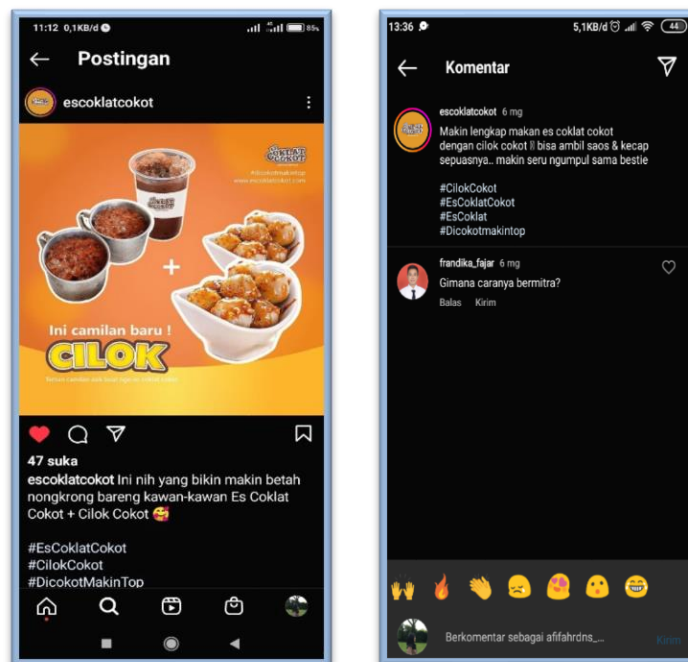 11:12 0,1KB/d
85%
Postingan
escoklatcokot
#dicokotmakintop
www.escoklatcokot.com
+
Ini camilan baru !
CILOK
47 suka
escoklatcokot Ini nih yang bikin makin betah
nongkrong bareng kawan-kawan Es Coklat
Cokot + Cilok Cokot
#EsCoklatCokot
#CilokCokot
#DicokotMakinTop
13:36
5,1KB/d
44
Komentar
escoklatcokot 6 mg
Makin lengkap makan es coklat cokot
dengan cilok cokot !! bisa ambil saos & kecap
sepuasnya.. makin seru ngumpul sama bestie
#CilokCokot
#EsCoklatCokot
#EsCoklat
#Dicokotmakintop
frandika_fajar 6 mg
Gimana caranya bermitra?
Balas Kirim
Berkomentar sebagai afifahrdns_...
Kirim